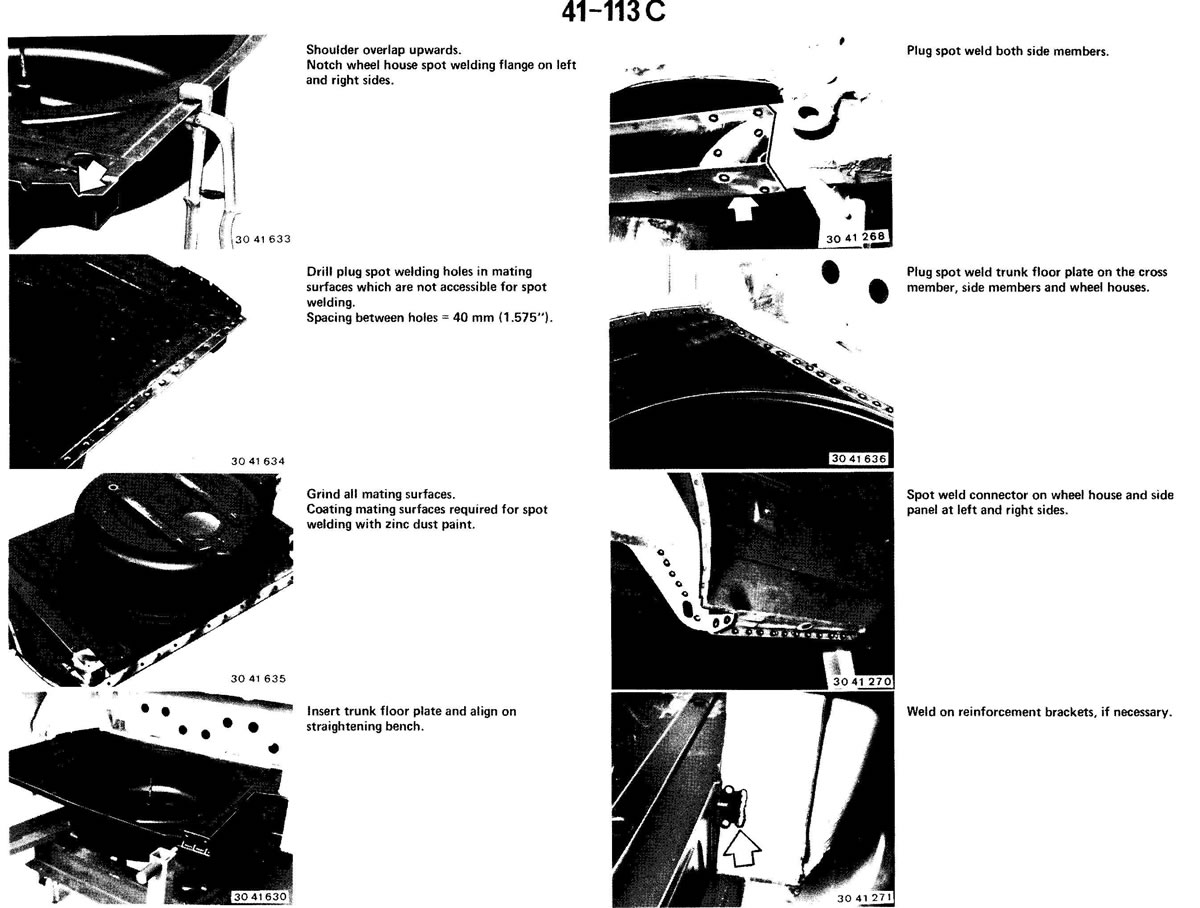 41-113 C
Shoulder overlap upwards.
Notch wheel house spot welding flange on left
and right sides.
30 41 633
Drill plug spot welding holes in mating
surfaces which are not accessible for spot
welding.
Spacing between holes = 40 mm (1.575").
30 41 634
Grind all mating surfaces.
Coating mating surfaces required for spot
welding with zinc dust paint.
30 41 635
Insert trunk floor plate and align on
straightening bench.
30 41 630
Plug spot weld both side members.
30 41 268
Plug spot weld trunk floor plate on the cross
member, side members and wheel houses.
30 41 636
Spot weld connector on wheel house and side
panel at left and right sides.
30 41 270
Weld on reinforcement brackets, if necessary.
30 41 271